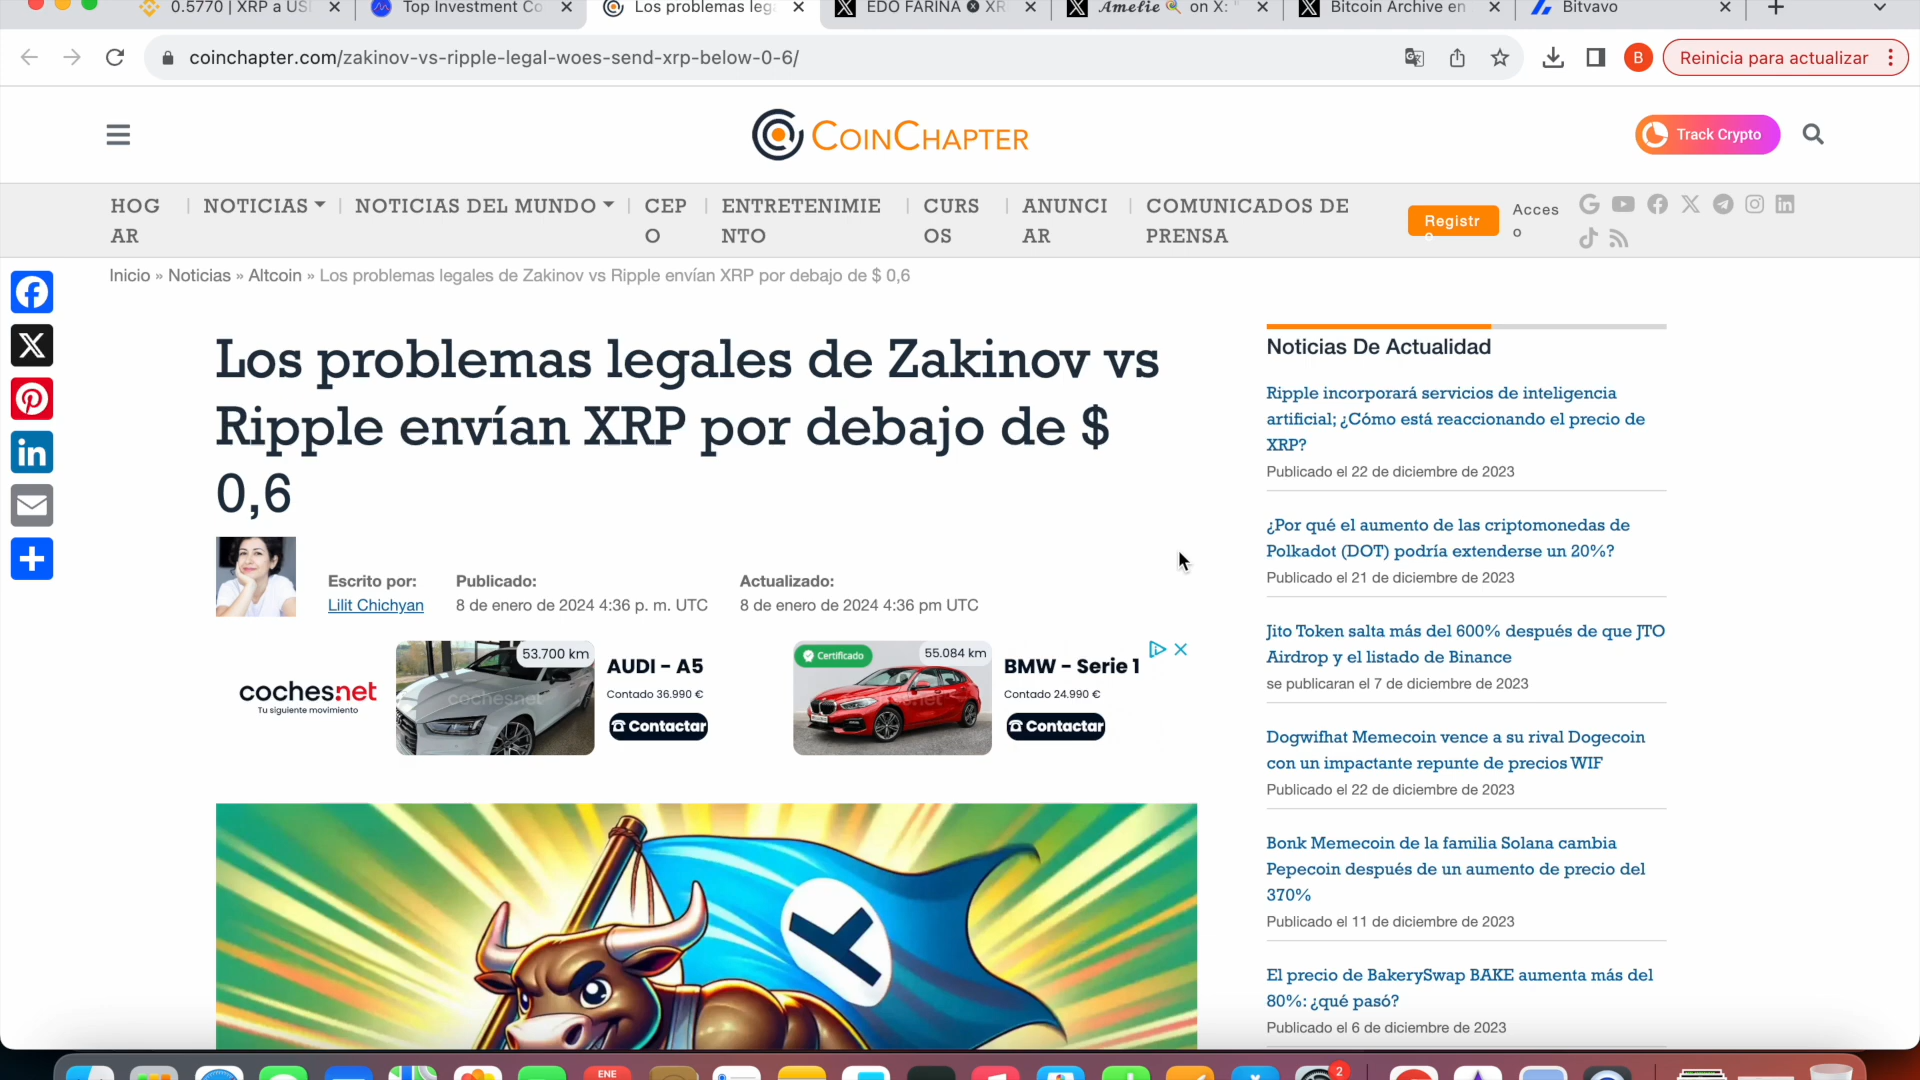 0.5770 | XRP a US
Top Investment Co
Los problemas leg
EDO FARINA XR
Amelie on X: "
Bitcoin Archive en
Bitvavo
coinchapter.com/zakinov-vs-ripple-legal-woes-send-xrp-below-0-6/
B
Reinicia para actualizar
COINCHAPTER
Track Crypto
HOG
AR
NOTICIAS
NOTICIAS DEL MUNDO
CEP
O
ENTRETENIMIE
NTO
CURS
OS
ANUNCI
AR
COMUNICADOS DE
PRENSA
Registr
o
Acces
o
Inicio » Noticias » Altcoin » Los problemas legales de Zakinov vs Ripple envían XRP por debajo de $ 0,6
Los problemas legales de Zakinov vs
Ripple envían XRP por debajo de $
0,6
Escrito por:
Lilit Chichyan
Publicado:
8 de enero de 2024 4:36 p. m. UTC
Actualizado:
8 de enero de 2024 4:36 pm UTC
coches.net
Tu siguiente movimiento
53.700 km
coches.net
AUDI - A5
Contado 36.990 €
Contactar
Certificado
55.084 km
BMW - Serie 1
Contado 24.990 €
Contactar
Noticias De Actualidad
Ripple incorporará servicios de inteligencia
artificial; ¿Cómo está reaccionando el precio de
XRP?
Publicado el 22 de diciembre de 2023
¿Por qué el aumento de las criptomonedas de
Polkadot (DOT) podría extenderse un 20%?
Publicado el 21 de diciembre de 2023
Jito Token salta más del 600% después de que JTO
Airdrop y el listado de Binance
se publicaran el 7 de diciembre de 2023
Dogwifhat Memecoin vence a su rival Dogecoin
con un impactante repunte de precios WIF
Publicado el 22 de diciembre de 2023
Bonk Memecoin de la familia Solana cambia
Pepecoin después de un aumento de precio del
370%
Publicado el 11 de diciembre de 2023
El precio de BakerySwap BAKE aumenta más del
80%: ¿qué pasó?
Publicado el 6 de diciembre de 2023
ENE
2